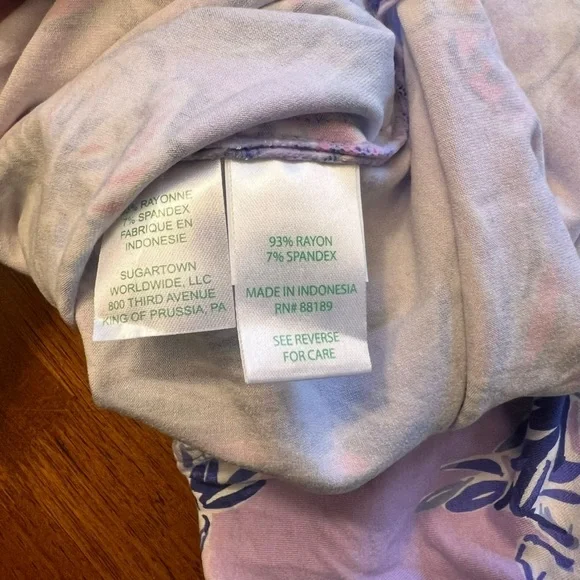 RAYONNE
7% SPANDEX
FABRIQUE EN
INDONESIE
SUGARTOWN
WORLDWIDE, LLC
800 THIRD AVENUE
KING OF PRUSSIA, PA
93% RAYON
7% SPANDEX
MADE IN INDONESIA
RN# 88189
SEE REVERSE
FOR CARE